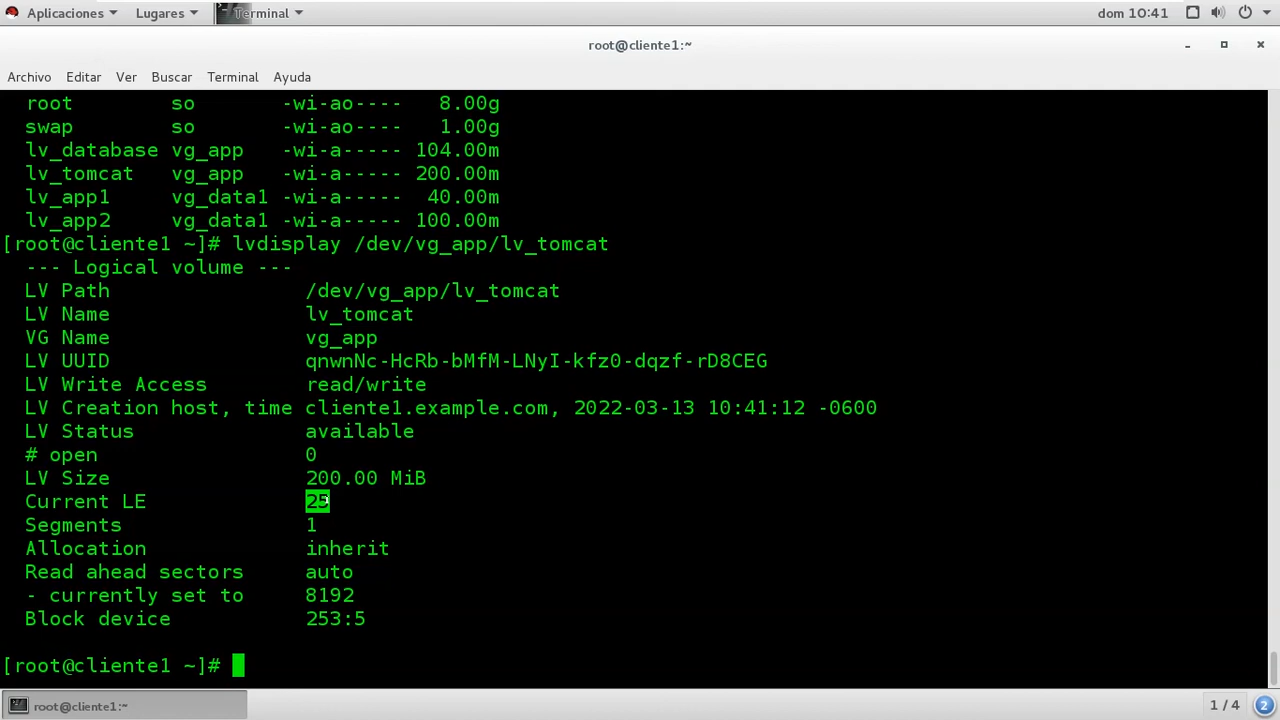 Aplicaciones Lugares Terminal dom 10:41
root@cliente1:~
Archivo Editar Ver Buscar Terminal Ayuda
root so -wi-ao---- 8.00g
swap so -wi-ao---- 1.00g
lv_database vg_app -wi-a----- 104.00m
lv_tomcat vg_app -wi-a----- 200.00m
lv_app1 vg_data1 -wi-a----- 40.00m
lv_app2 vg_data1 -wi-a----- 100.00m
[root@cliente1 ~]# lvdisplay /dev/vg_app/lv_tomcat
--- Logical volume ---
LV Path /dev/vg_app/lv_tomcat
LV Name lv_tomcat
VG Name vg_app
LV UUID qnwnNc-HcRb-bMfM-LNyI-kfz0-dqzf-rD8CEG
LV Write Access read/write
LV Creation host, time cliente1.example.com, 2022-03-13 10:41:12 -0600
LV Status available
# open 0
LV Size 200.00 MiB
Current LE 25
Segments 1
Allocation inherit
Read ahead sectors auto
- currently set to 8192
Block device 253:5
[root@cliente1 ~]#
root@cliente1:~ 1 / 4 2